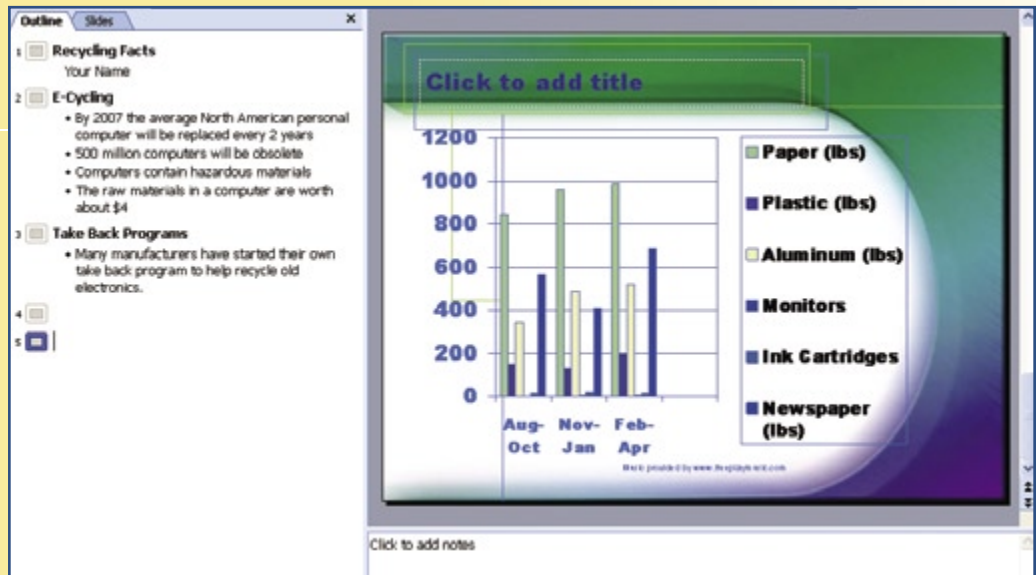 Outline
Slides
1 Recycling Facts
Your Name
2 E-Cycling
• By 2007 the average North American personal
computer will be replaced every 2 years
• 500 million computers will be obsolete
• Computers contain hazardous materials
• The raw materials in a computer are worth
about $4
3 Take Back Programs
• Many manufacturers have started their own
take back program to help recycle old
electronics.
4
5
Click to add title
1200
1000
800
600
400
200
0
Aug-
Oct
Nov-
Jan
Feb-
Apr
Paper (lbs)
Plastic (lbs)
Aluminum (lbs)
Monitors
Ink Cartridges
Newspaper
(lbs)
provided by www.
Click to add notes